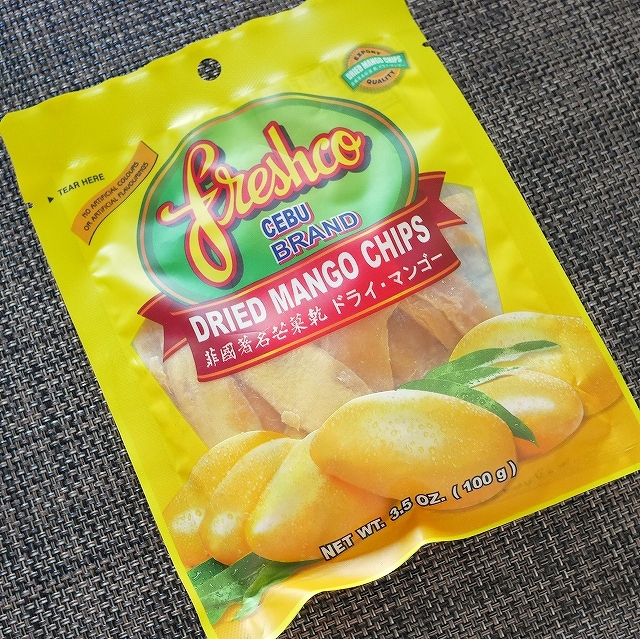 EXPORT
DRIED MANGO CHIPS
QUALITY
TEAR HERE
NO ARTIFICIAL COLOURS
OR ARTIFICIAL FLAVOURINGS
freshco
CEBU
BRAND
DRIED MANGO CHIPS
菲國著名芒菓乾 ドライ・マンゴー
NET WT. 3.5 OZ. (100g)